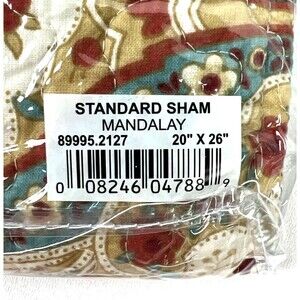 STANDARD SHAM
MANDALAY
89995.2127 20" X 26"
0 08246 04788 9